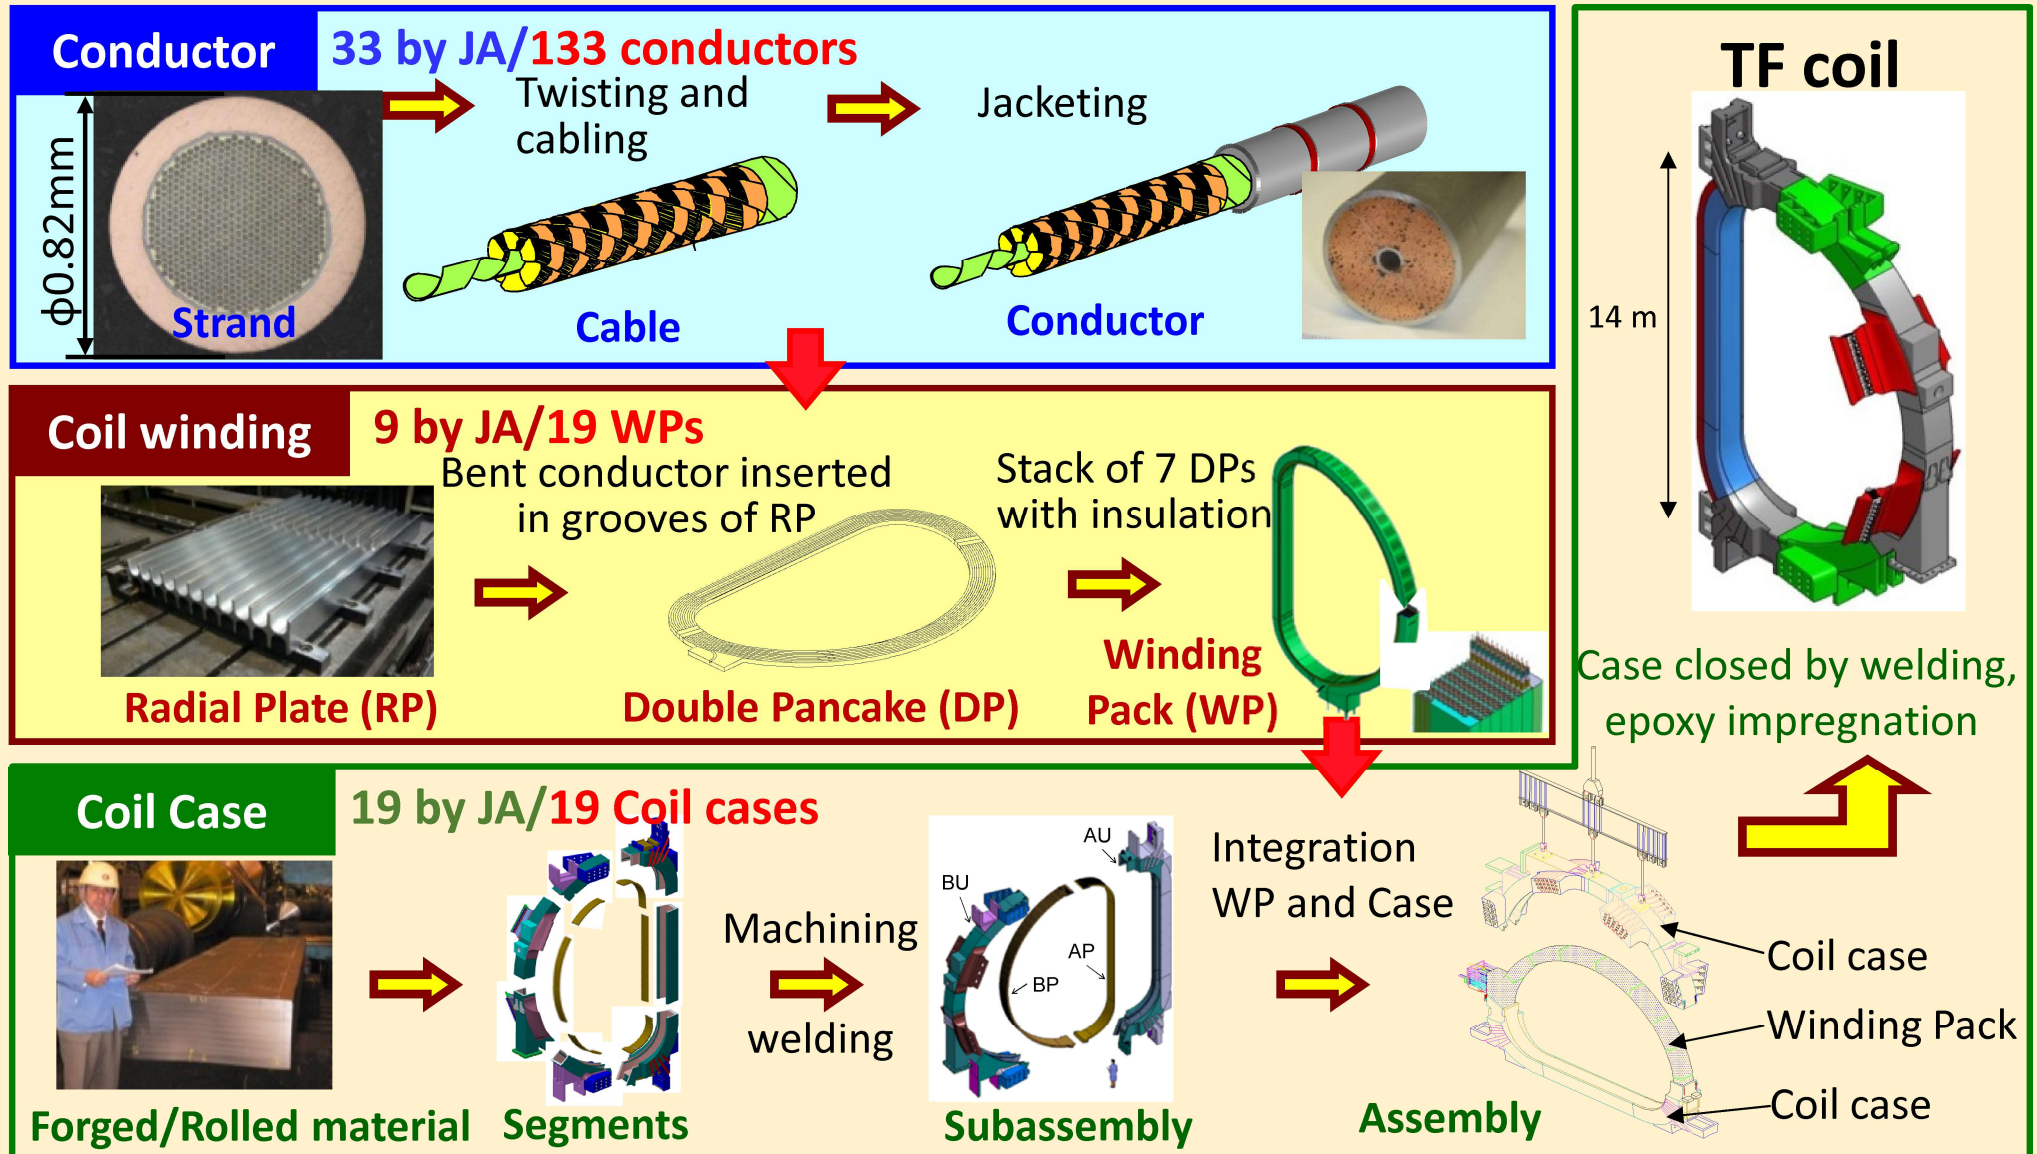 Conductor
33 by JA/133 conductors
Twisting and
cabling
Jacketing
ϕ0.82mm
Strand
Cable
Conductor
Coil winding
9 by JA/19 WPs
Bent conductor inserted
in grooves of RP
Stack of 7 DPs
with insulation
Radial Plate (RP)
Double Pancake (DP)
Winding
Pack (WP)
Coil Case
19 by JA/19 Coil cases
Forged/Rolled material
Segments
Machining
welding
AU
BU
AP
BP
Subassembly
Integration
WP and Case
Assembly
Coil case
Winding Pack
Coil case
TF coil
14 m
Case closed by welding,
epoxy impregnation